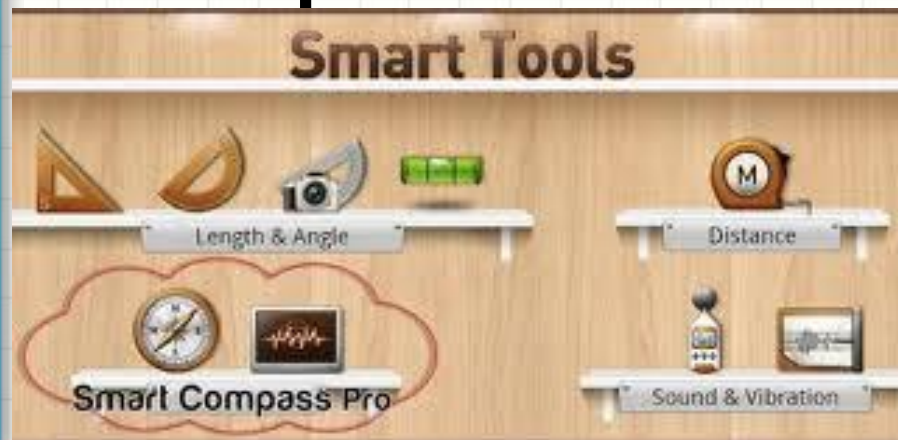 Smart Tools
Length & Angle
M
Distance
Smart Compass Pro
Sound & Vibration